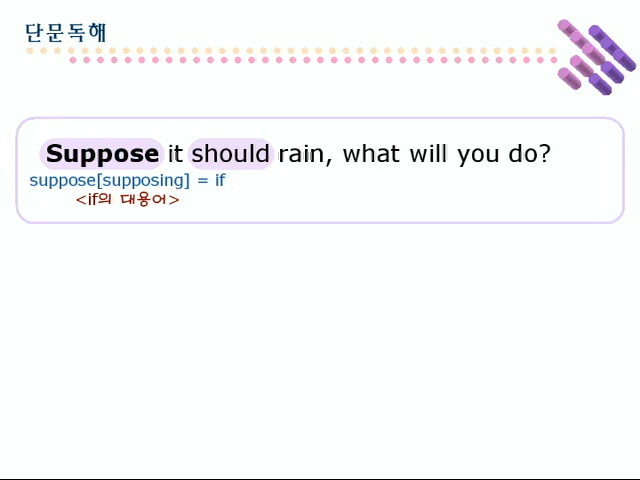 단문독해
Suppose it should rain, what will you do?
suppose[supposing] = if
<if의 대용어>